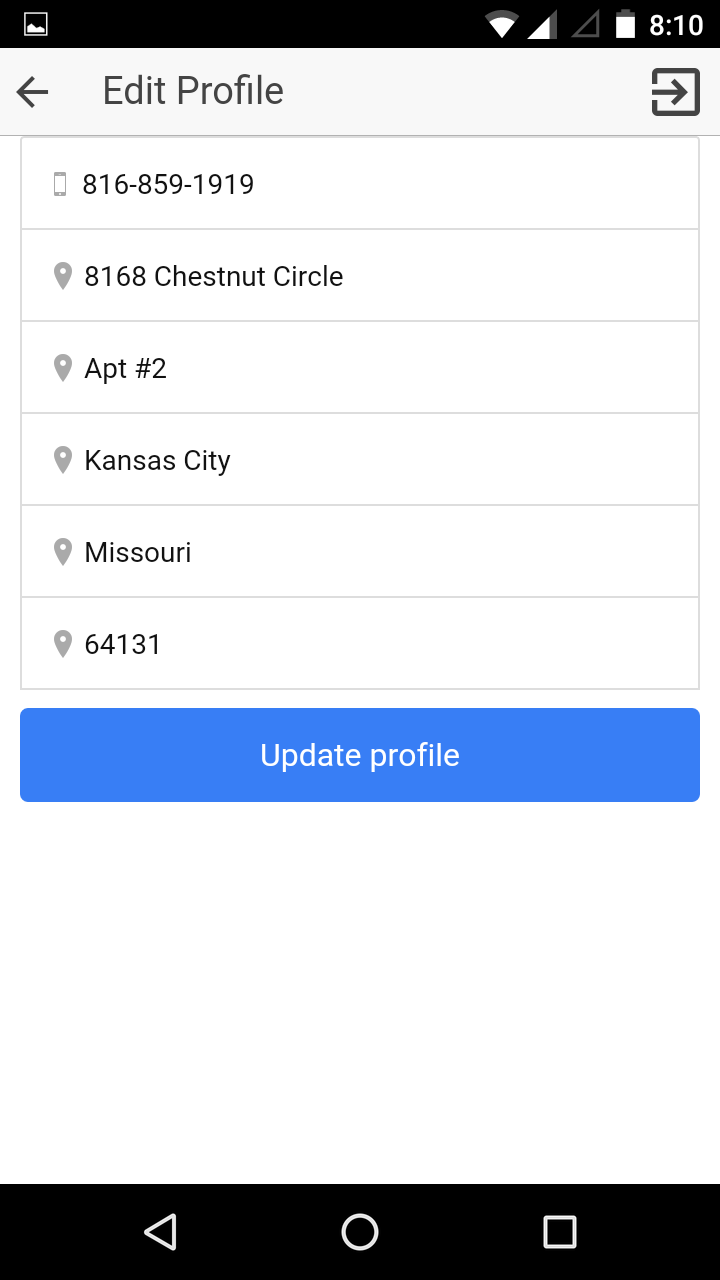 8:10
Edit Profile
816-859-1919
8168 Chestnut Circle
Apt #2
Kansas City
Missouri
64131
Update profile